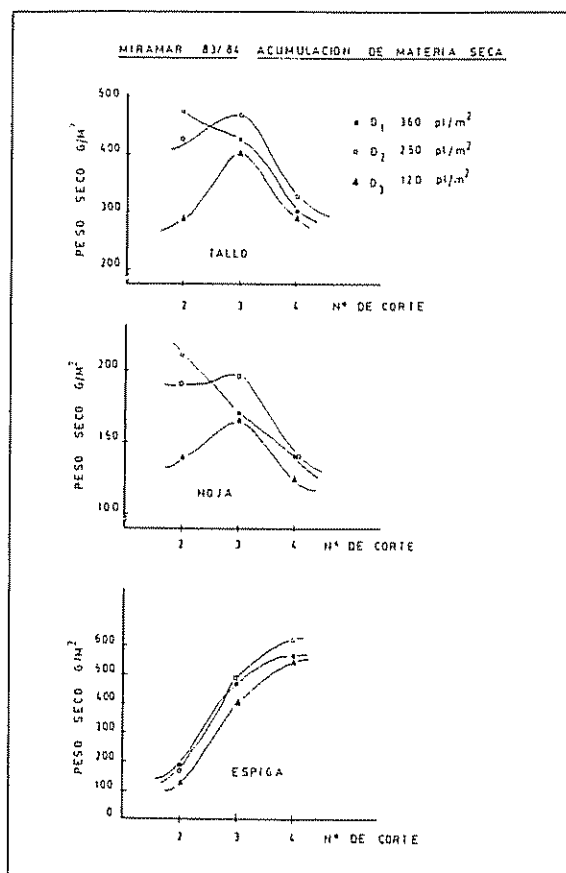 MIRAMAR 83/84 ACUMULACION DE MATERIA SECA
PESO SECO G/M²
500
400
300
200
• D₁ 360 pl/m²
o D₂ 250 pl/m²
▲ D₃ 120 pl/m²
TALLO
2 3 4 N° DE CORTE
PESO SECO G/M²
200
150
100
HOJA
2 3 4 N° DE CORTE
PESO SECO G/M²
600
500
400
300
200
100
0
ESPIGA
2 3 4 N° DE CORTE